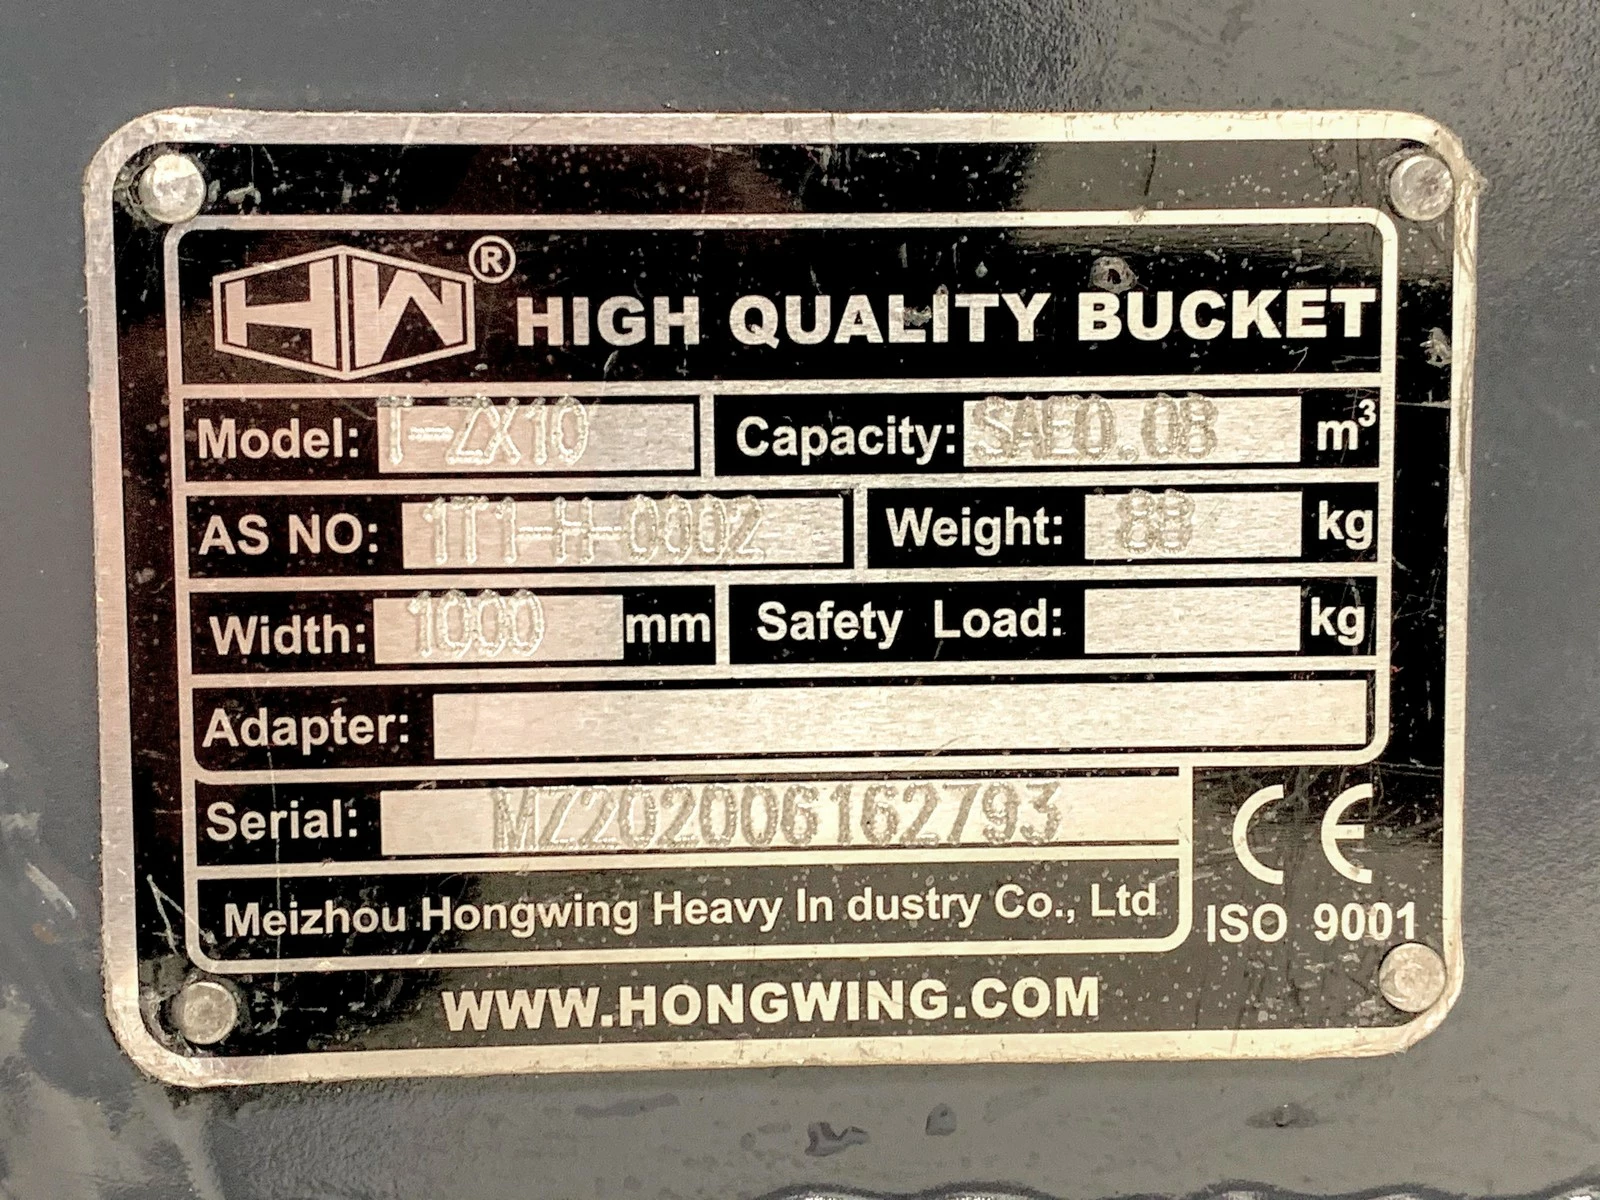 HW® HIGH QUALITY BUCKET
Model: T-ZX10 Capacity: SAE0.08 m³
AS NO: 1T1-H-0002 Weight: 88 kg
Width: 1000 mm Safety Load: kg
Adapter:
Serial: MZ202006162793
CE
Meizhou Hongwing Heavy In dustry Co., Ltd
ISO 9001
WWW.HONGWING.COM